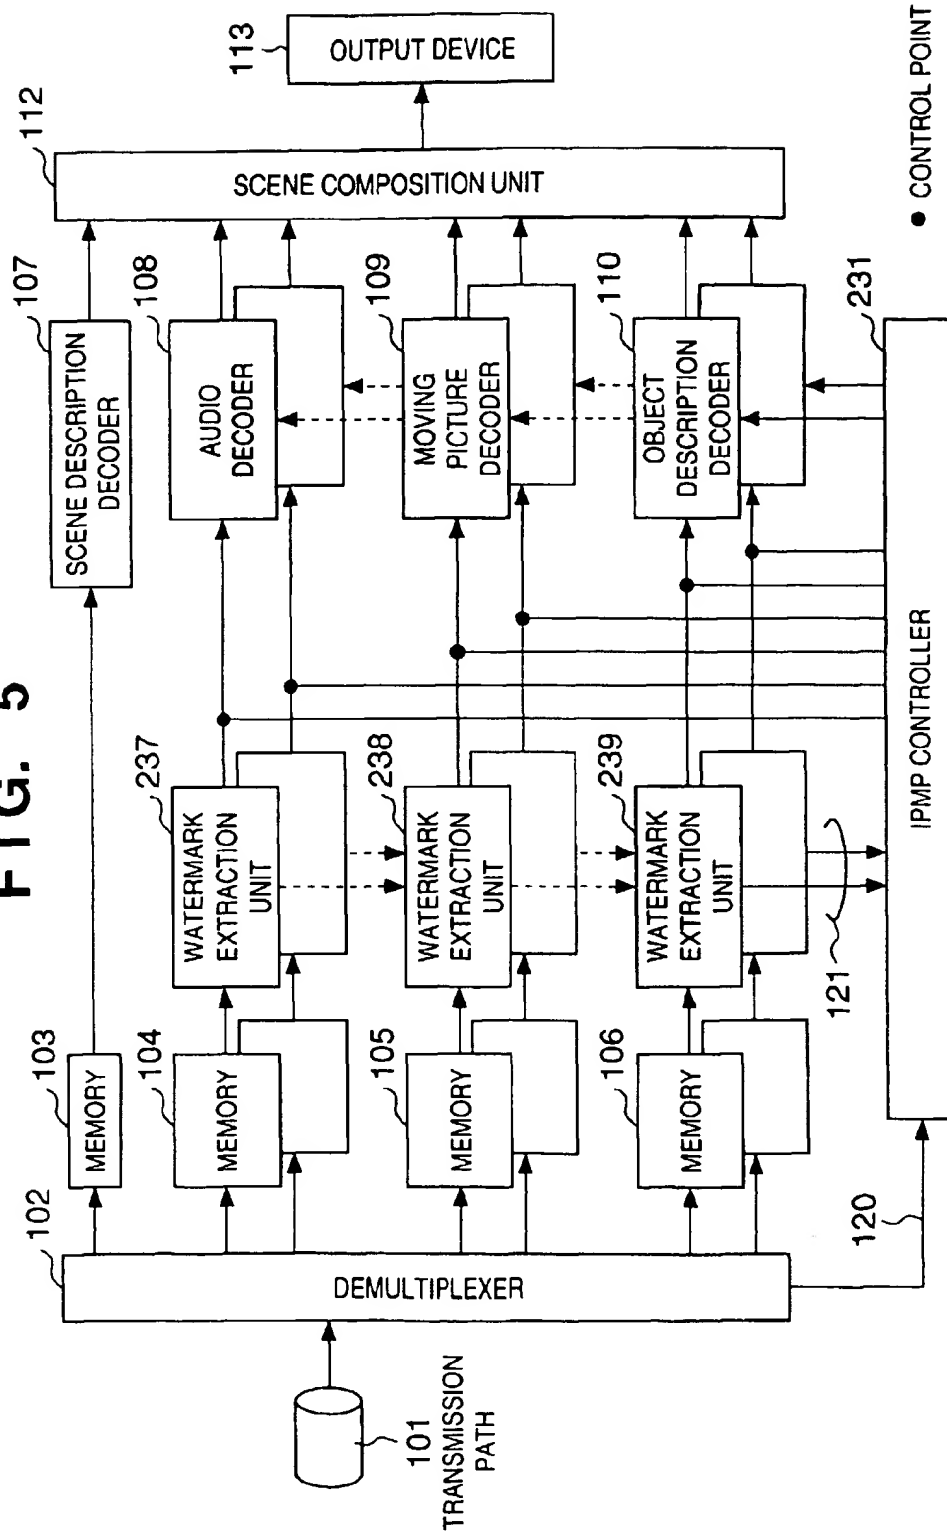 FIG. 5
101
TRANSMISSION
PATH
102
DEMULTIPLEXER
103
MEMORY
104
MEMORY
105
MEMORY
106
MEMORY
237
WATERMARK
EXTRACTION
UNIT
238
WATERMARK
EXTRACTION
UNIT
239
WATERMARK
EXTRACTION
UNIT
107
SCENE DESCRIPTION
DECODER
108
AUDIO
DECODER
109
MOVING
PICTURE
DECODER
110
OBJECT
DESCRIPTION
DECODER
112
SCENE COMPOSITION UNIT
113
OUTPUT DEVICE
120
121
231
IPMP CONTROLLER
● CONTROL POINT